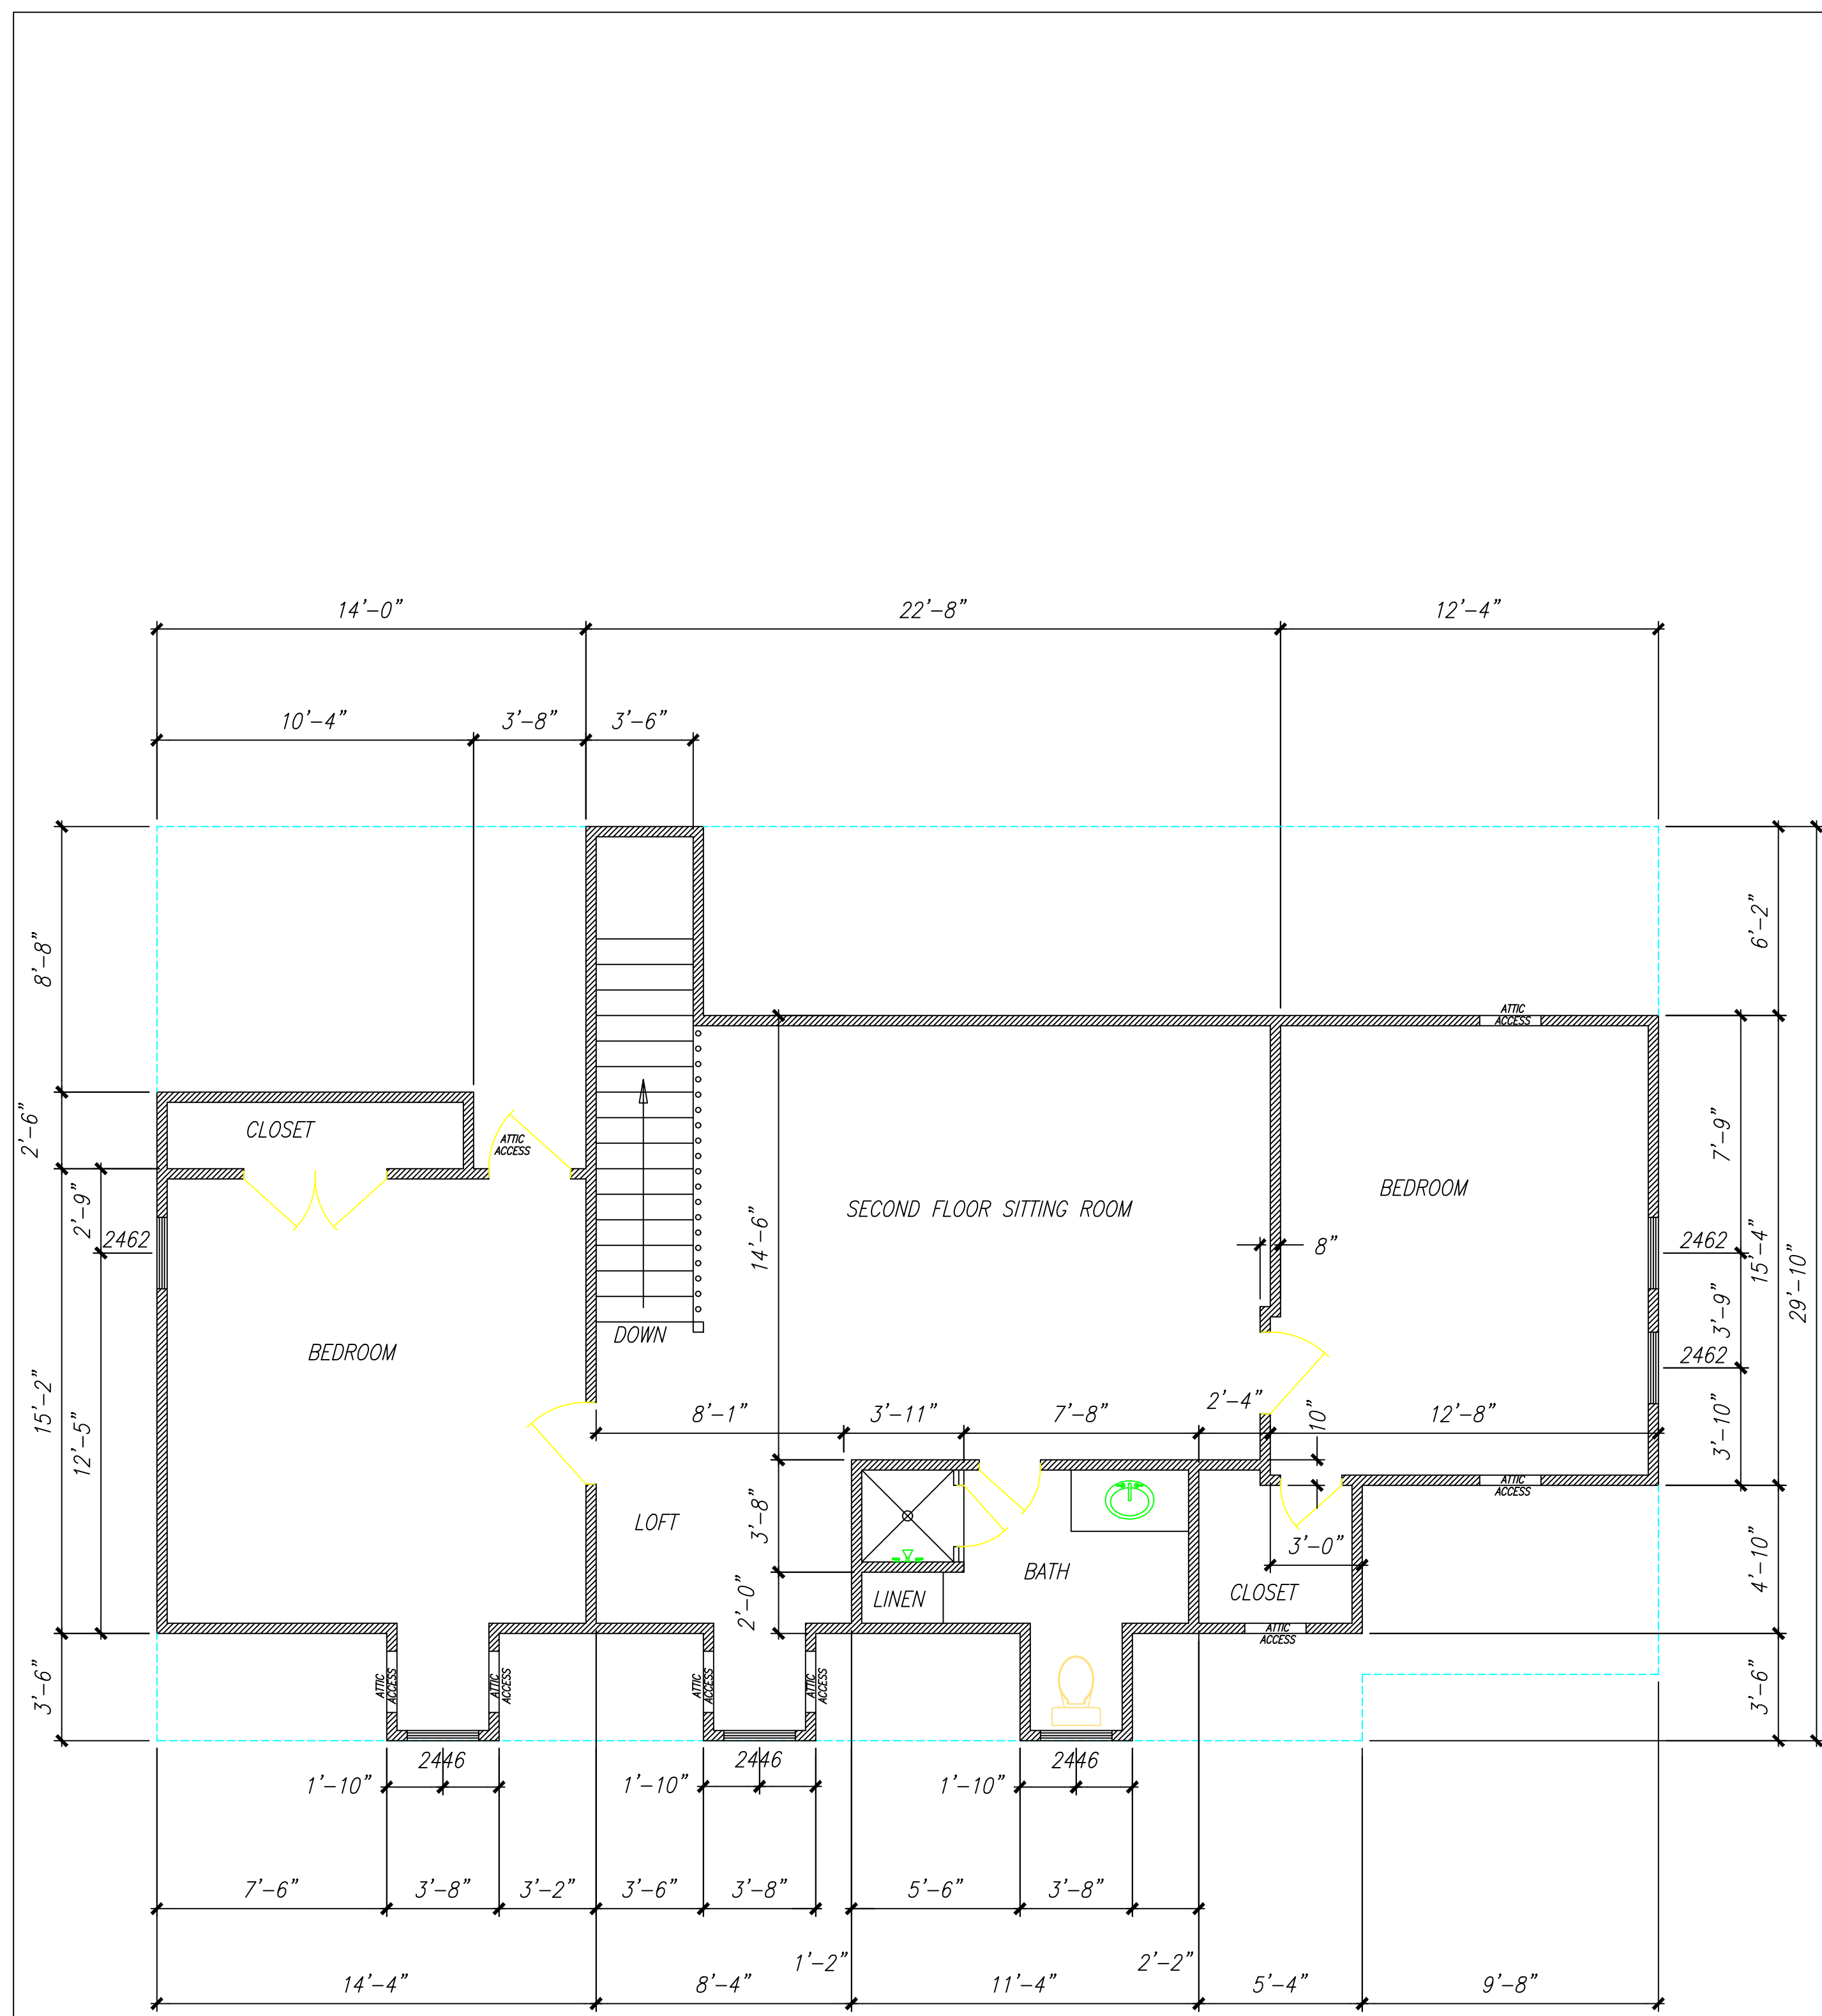 14'-0" 22'-8" 12'-4"
10'-4" 3'-8" 3'-6"
8'-8"
6'-2"
ATTIC
ACCESS
2'-6"
CLOSET
ATTIC
ACCESS
7'-9"
2'-9"
2462
14'-6"
SECOND FLOOR SITTING ROOM
BEDROOM
8"
2462
15'-4"
29'-10"
3'-9"
DOWN
BEDROOM
2462
15'-2"
12'-5"
8'-1" 3'-11" 7'-8" 2'-4" 10" 12'-8"
3'-10"
ATTIC
ACCESS
LOFT
3'-8"
BATH
3'-0"
4'-10"
CLOSET
LINEN
2'-0"
ATTIC
ACCESS
3'-6"
ATTIC
ACCESS
ATTIC
ACCESS
ATTIC
ACCESS
ATTIC
ACCESS
3'-6"
2446 2446 2446
1'-10" 1'-10" 1'-10"
7'-6" 3'-8" 3'-2" 3'-6" 3'-8" 5'-6" 3'-8"
1'-2" 2'-2"
14'-4" 8'-4" 11'-4" 5'-4" 9'-8"